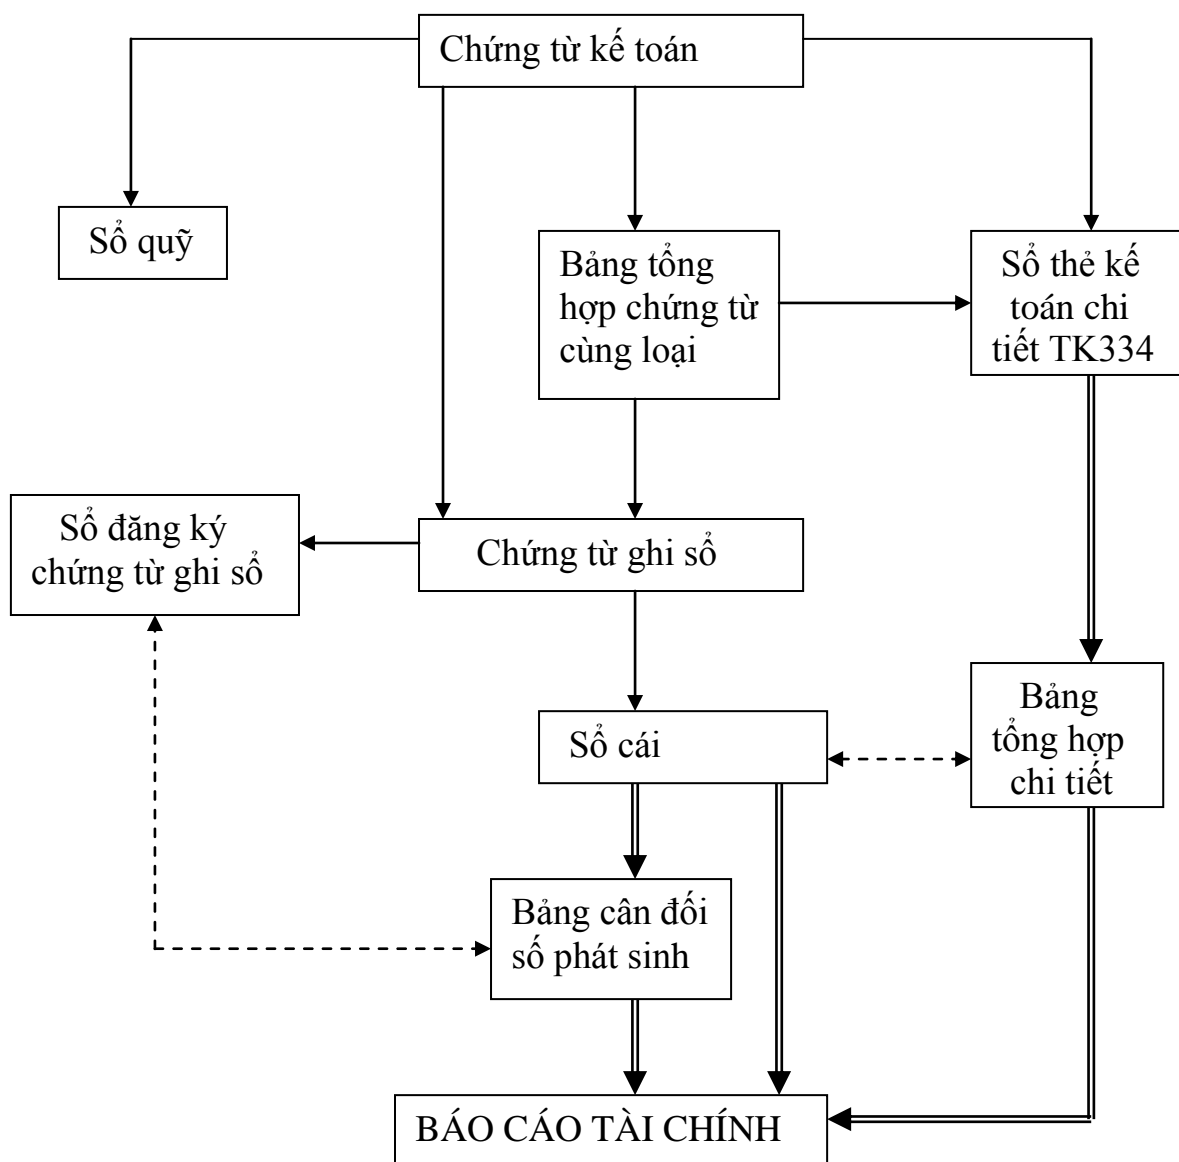 Chứng từ kế toán
Sổ quỹ
Bảng tổng
hợp chứng từ
cùng loại
Sổ thẻ kế
toán chi
tiết TK334
Sổ đăng ký
chứng từ ghi sổ
Chứng từ ghi sổ
Sổ cái
Bảng
tổng hợp
chi tiết
Bảng cân đối
số phát sinh
BÁO CÁO TÀI CHÍNH